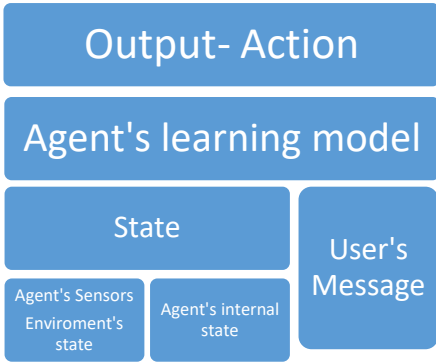 Output- Action
Agent's learning model
State
User's
Message
Agent's Sensors
Enviroment's
state
Agent's internal
state